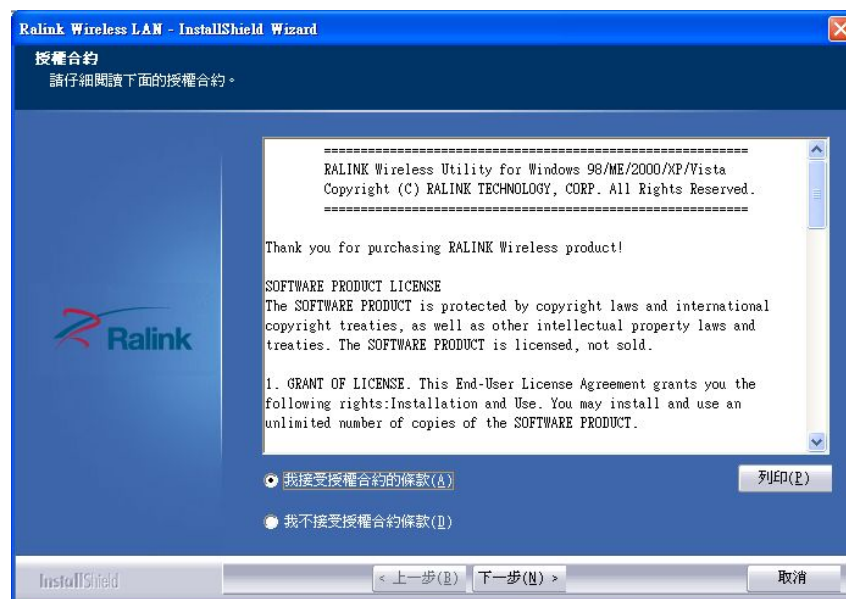 Ralink Wireless LAN - InstallShield Wizard
授權合約
請仔細閱讀下面的授權合約。
==========================================================
RALINK Wireless Utility for Windows 98/ME/2000/XP/Vista
Copyright (C) RALINK TECHNOLOGY, CORP. All Rights Reserved.
==========================================================
Thank you for purchasing RALINK Wireless product!
SOFTWARE PRODUCT LICENSE
The SOFTWARE PRODUCT is protected by copyright laws and international
copyright treaties, as well as other intellectual property laws and
treaties. The SOFTWARE PRODUCT is licensed, not sold.
1. GRANT OF LICENSE. This End-User License Agreement grants you the
following rights:Installation and Use. You may install and use an
unlimited number of copies of the SOFTWARE PRODUCT.
Ralink
我接受授權合約的條款(A)
列印(P)
我不接受授權合約條款(D)
InstallShield
< 上一步(B) 下一步(N) > 取消